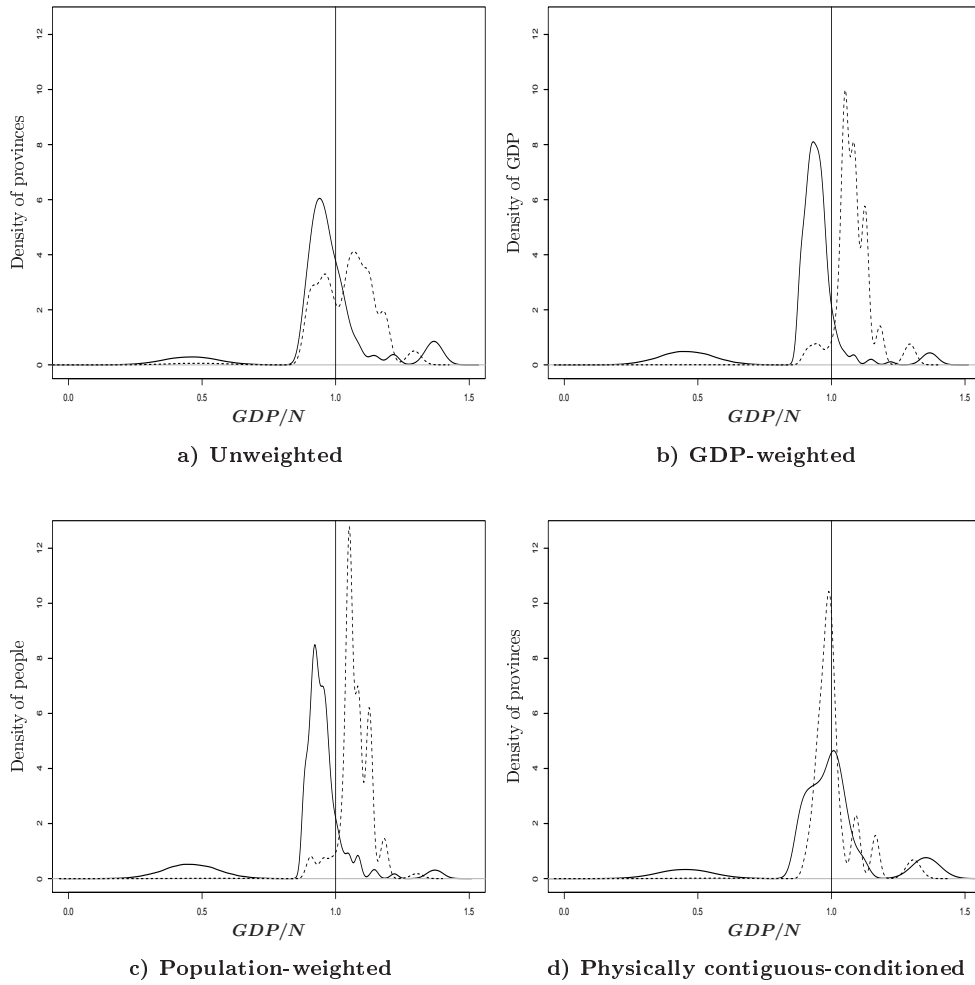 Density of provinces
0 2 4 6 8 10 12
0.0 0.5 1.0 1.5
GDP/N
a) Unweighted
Density of GDP
0 2 4 6 8 10 12
0.0 0.5 1.0 1.5
GDP/N
b) GDP-weighted
Density of people
0 2 4 6 8 10 12
0.0 0.5 1.0 1.5
GDP/N
c) Population-weighted
Density of provinces
0 2 4 6 8 10 12
0.0 0.5 1.0 1.5
GDP/N
d) Physically contiguous-conditioned